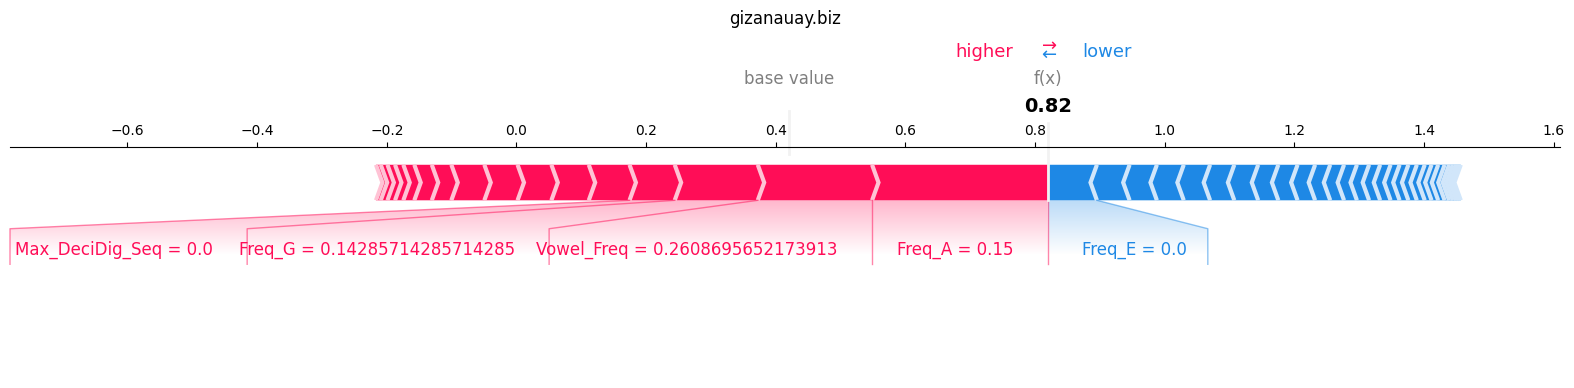 gizanauay.biz
higher ⇄ lower
base value f(x)
0.82
−0.6 −0.4 −0.2 0.0 0.2 0.4 0.6 0.8 1.0 1.2 1.4 1.6
Max_DeciDig_Seq = 0.0 Freq_G = 0.14285714285714285 Vowel_Freq = 0.2608695652173913 Freq_A = 0.15 Freq_E = 0.0